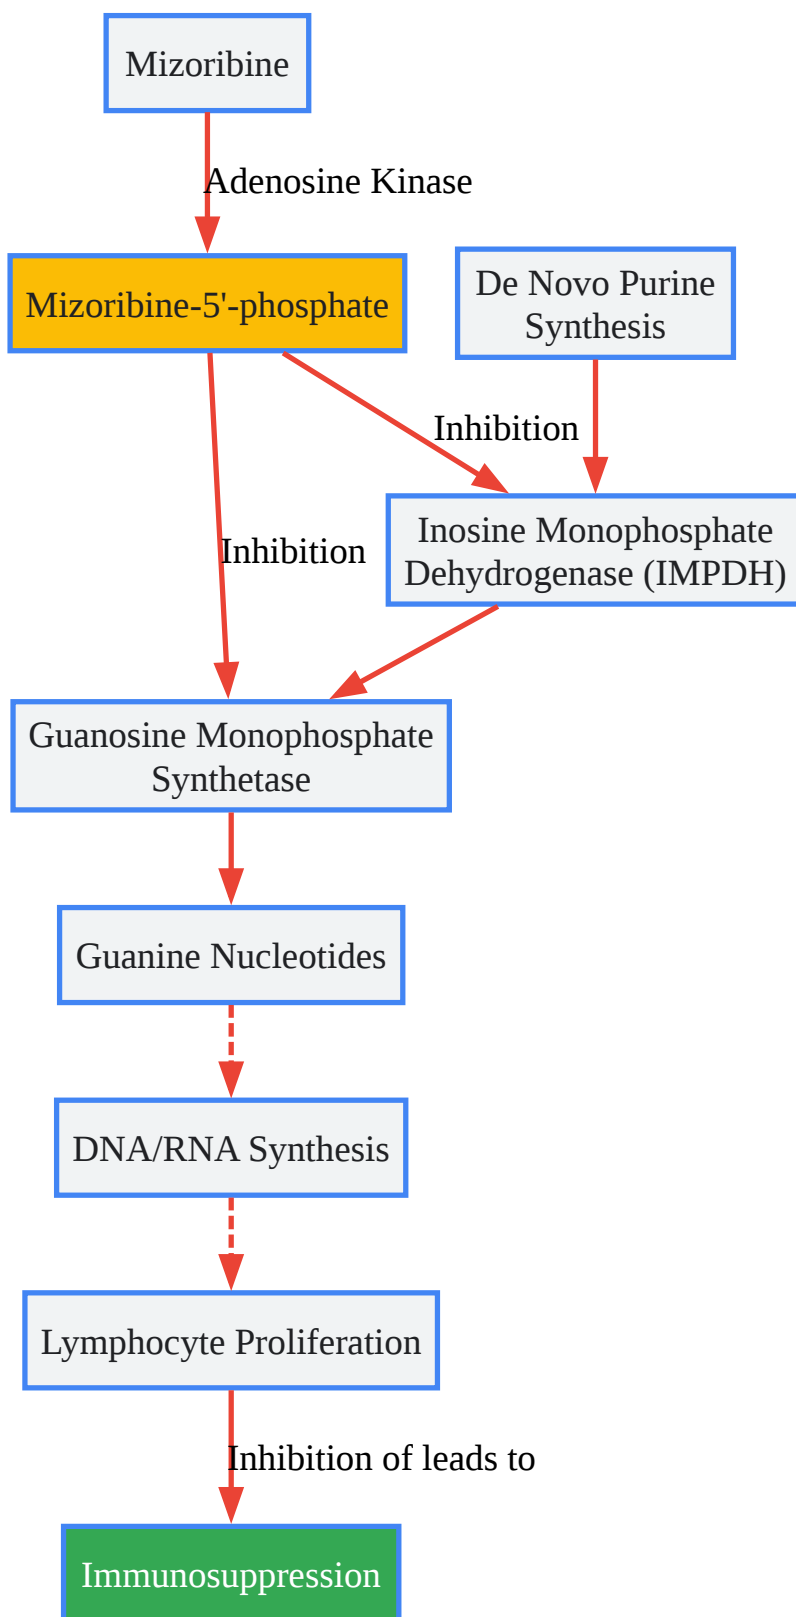 Mizoribine
Adenosine Kinase
Mizoribine-5'-phosphate
De Novo Purine
Synthesis
Inhibition
Inosine Monophosphate
Dehydrogenase (IMPDH)
Inhibition
Guanosine Monophosphate
Synthetase
Guanine Nucleotides
DNA/RNA Synthesis
Lymphocyte Proliferation
Inhibition of leads to
Immunosuppression